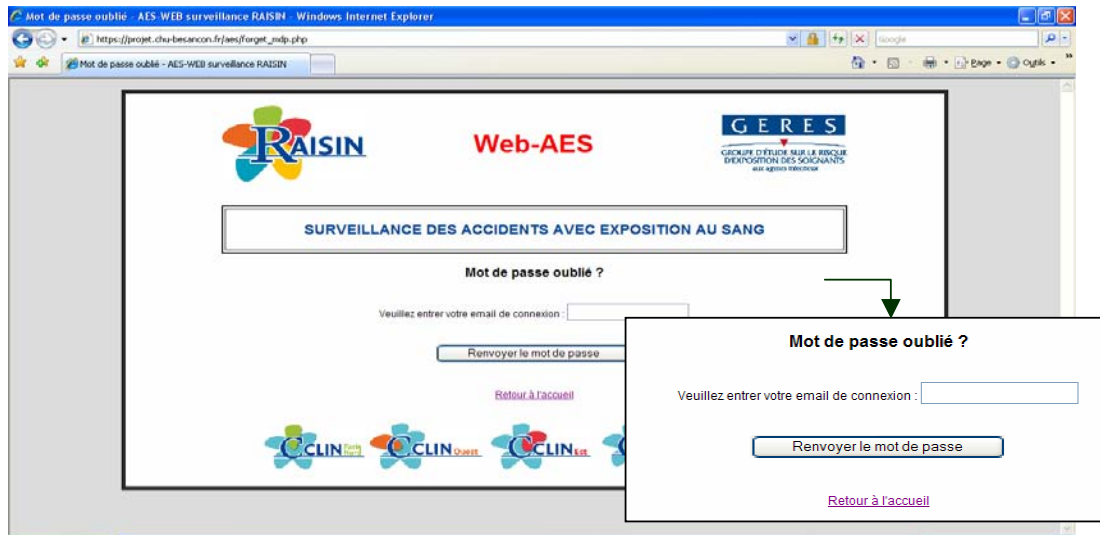 Mot de passe oublié - AES-WEB surveillance RAISIN - Windows Internet Explorer
https://projet.chu-besancon.fr/aes/forget_mdp.php
Google
Mot de passe oublié - AES-WEB surveillance RAISIN
Page
Outils
RAISIN
Web-AES
GERES
GROUPE D'ÉTUDE SUR LE RISQUE
D'EXPOSITION DES SOIGNANTS
aux agents infectieux
SURVEILLANCE DES ACCIDENTS AVEC EXPOSITION AU SANG
Mot de passe oublié ?
Veuillez entrer votre email de connexion :
Renvoyer le mot de passe
Retour à l'accueil
CCLIN Paris Nord
CCLIN Ouest
CCLIN Est
Mot de passe oublié ?
Veuillez entrer votre email de connexion :
Renvoyer le mot de passe
Retour à l'accueil